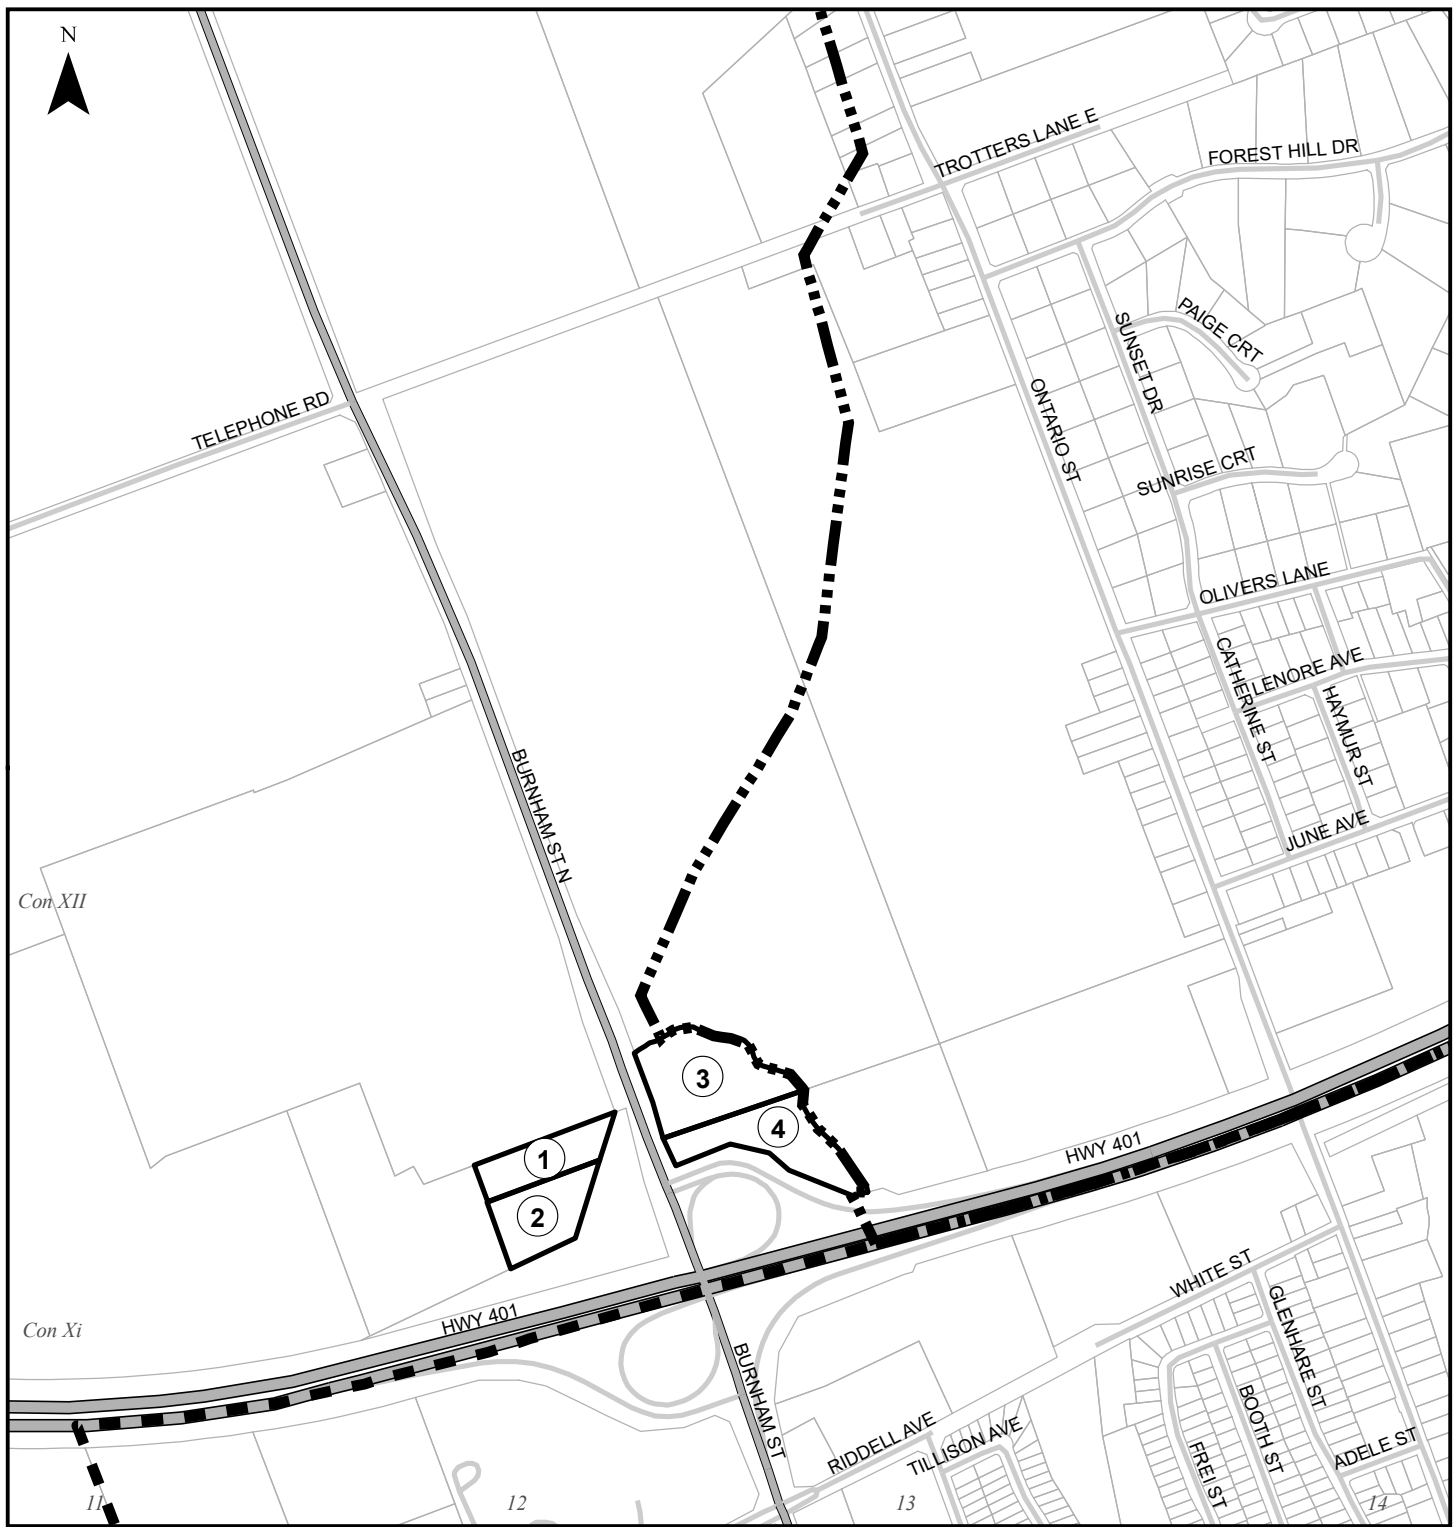 N
TROTTERS LANE E
FOREST HILL DR
PAIGE CRT
SUNSET DR
TELEPHONE RD
ONTARIO ST
SUNRISE CRT
OLIVERS LANE
CATHERINE ST
LENORE AVE
HAYMUR ST
BURNHAM ST N
JUNE AVE
Con XII
3
4
1
2
HWY 401
HWY 401
Con Xi
WHITE ST
GLENHARE ST
BURNHAM ST
BOOTH ST
RIDDELL AVE
TILLISON AVE
FREI ST
ADELE ST
11
12
13
14